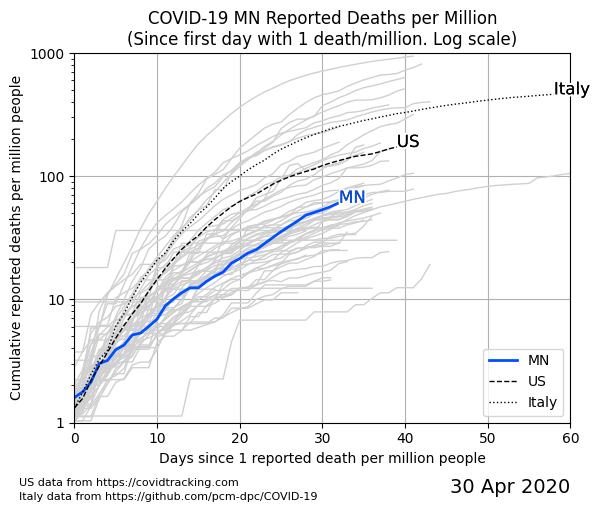 COVID-19 MN Reported Deaths per Million
(Since first day with 1 death/million. Log scale)
1000
100
10
1
Cumulative reported deaths per million people
Italy
US
MN
MN
US
Italy
0 10 20 30 40 50 60
Days since 1 reported death per million people
US data from https://covidtracking.com
Italy data from https://github.com/pcm-dpc/COVID-19
30 Apr 2020